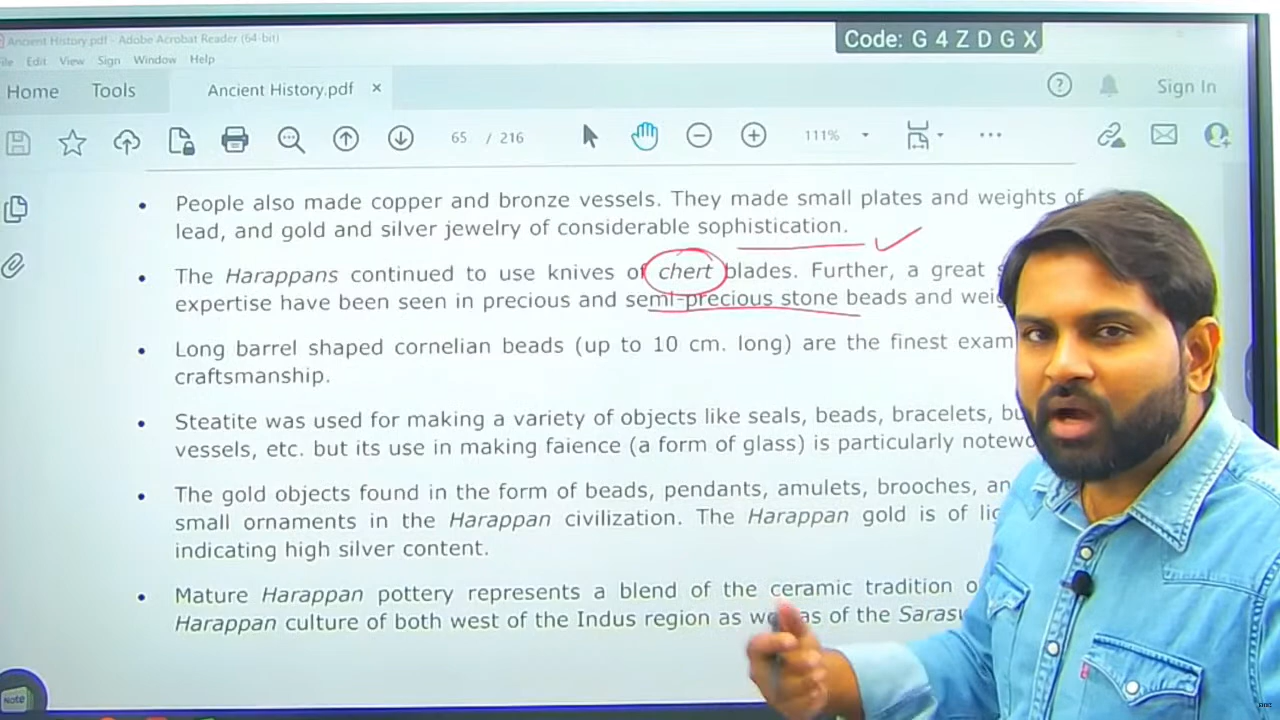 Ancient History.pdf - Adobe Acrobat Reader (64-bit)
Code: G 4 Z D G X
File Edit View Sign Window Help
Home Tools Ancient History.pdf × ? Sign In
65 / 216 111% ...
• People also made copper and bronze vessels. They made small plates and weights of
lead, and gold and silver jewelry of considerable sophistication.
• The Harappans continued to use knives of chert blades. Further, a great
expertise have been seen in precious and semi-precious stone beads and
• Long barrel shaped cornelian beads (up to 10 cm. long) are the finest
craftsmanship.
• Steatite was used for making a variety of objects like seals, beads, bracelets,
vessels, etc. but its use in making faience (a form of glass) is particularly
• The gold objects found in the form of beads, pendants, amulets, brooches,
small ornaments in the Harappan civilization. The Harappan gold is of
indicating high silver content.
• Mature Harappan pottery represents a blend of the ceramic tradition
Harappan culture of both west of the Indus region as well as of the
Note